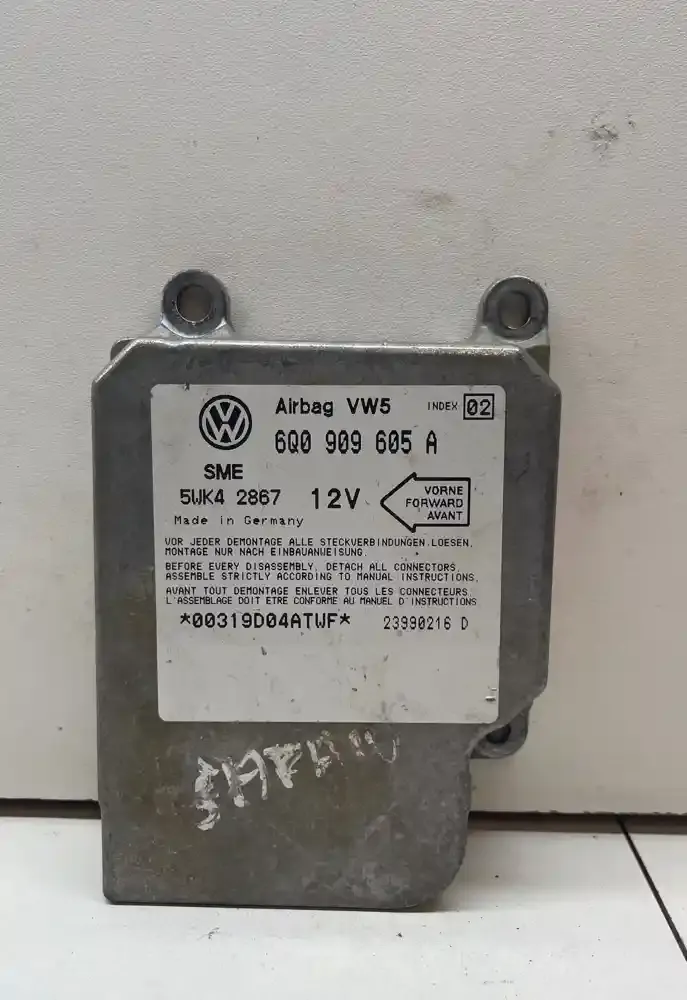 Airbag VW5 INDEX 02
6Q0 909 605 A
SME
5WK4 2867 12V
VORNE
FORWARD
AVANT
Made in Germany
VOR JEDER DEMONTAGE ALLE STECKVERBINDUNGEN LOESEN,
MONTAGE NUR NACH EINBAUANWEISUNG.
BEFORE EVERY DISASSEMBLY, DETACH ALL CONNECTORS.
ASSEMBLE STRICTLY ACCORDING TO MANUAL INSTRUCTIONS.
AVANT TOUT DEMONTAGE ENLEVER TOUS LES CONNECTEURS.
L'ASSEMBLAGE DOIT ETRE CONFORME AU MANUEL D'INSTRUCTIONS
*00319D04ATWF* 23990216 D